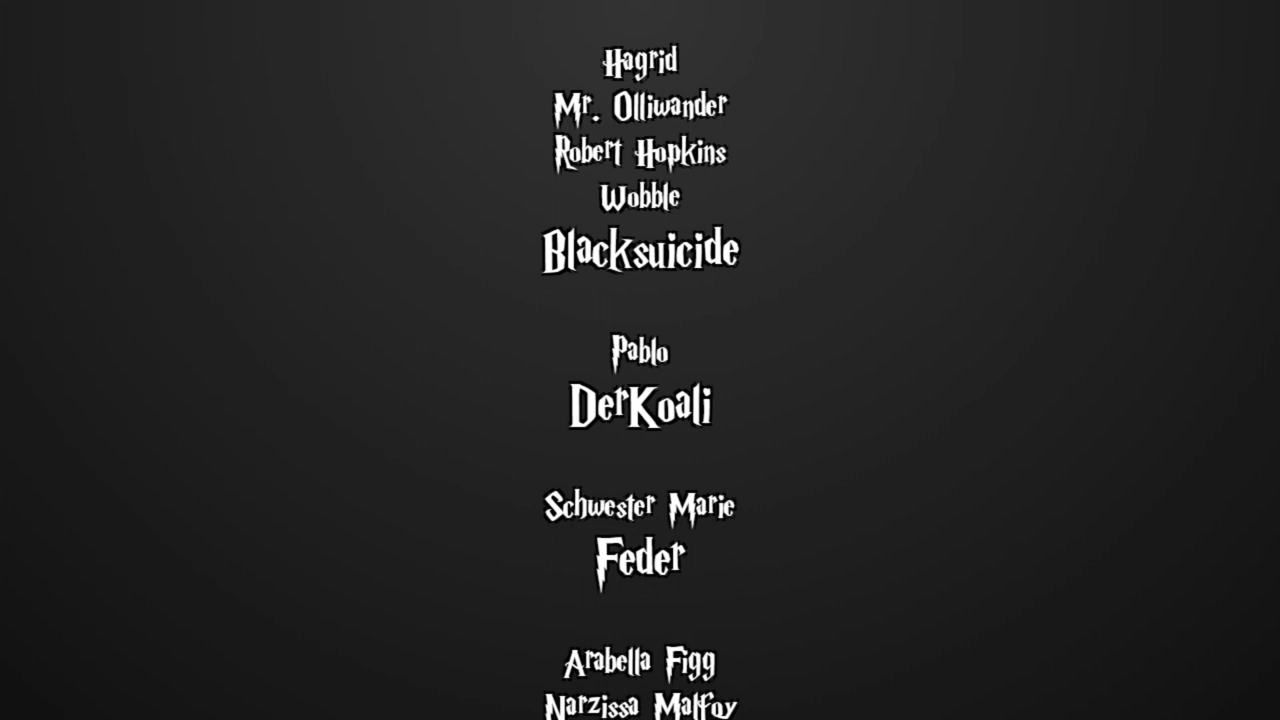 Hagrid
Mr. Olliwander
Robert Hopkins
Wobble
Blacksuicide
Pablo
DerKoali
Schwester Marie
Feder
Arabella Figg
Narzissa Malfoy